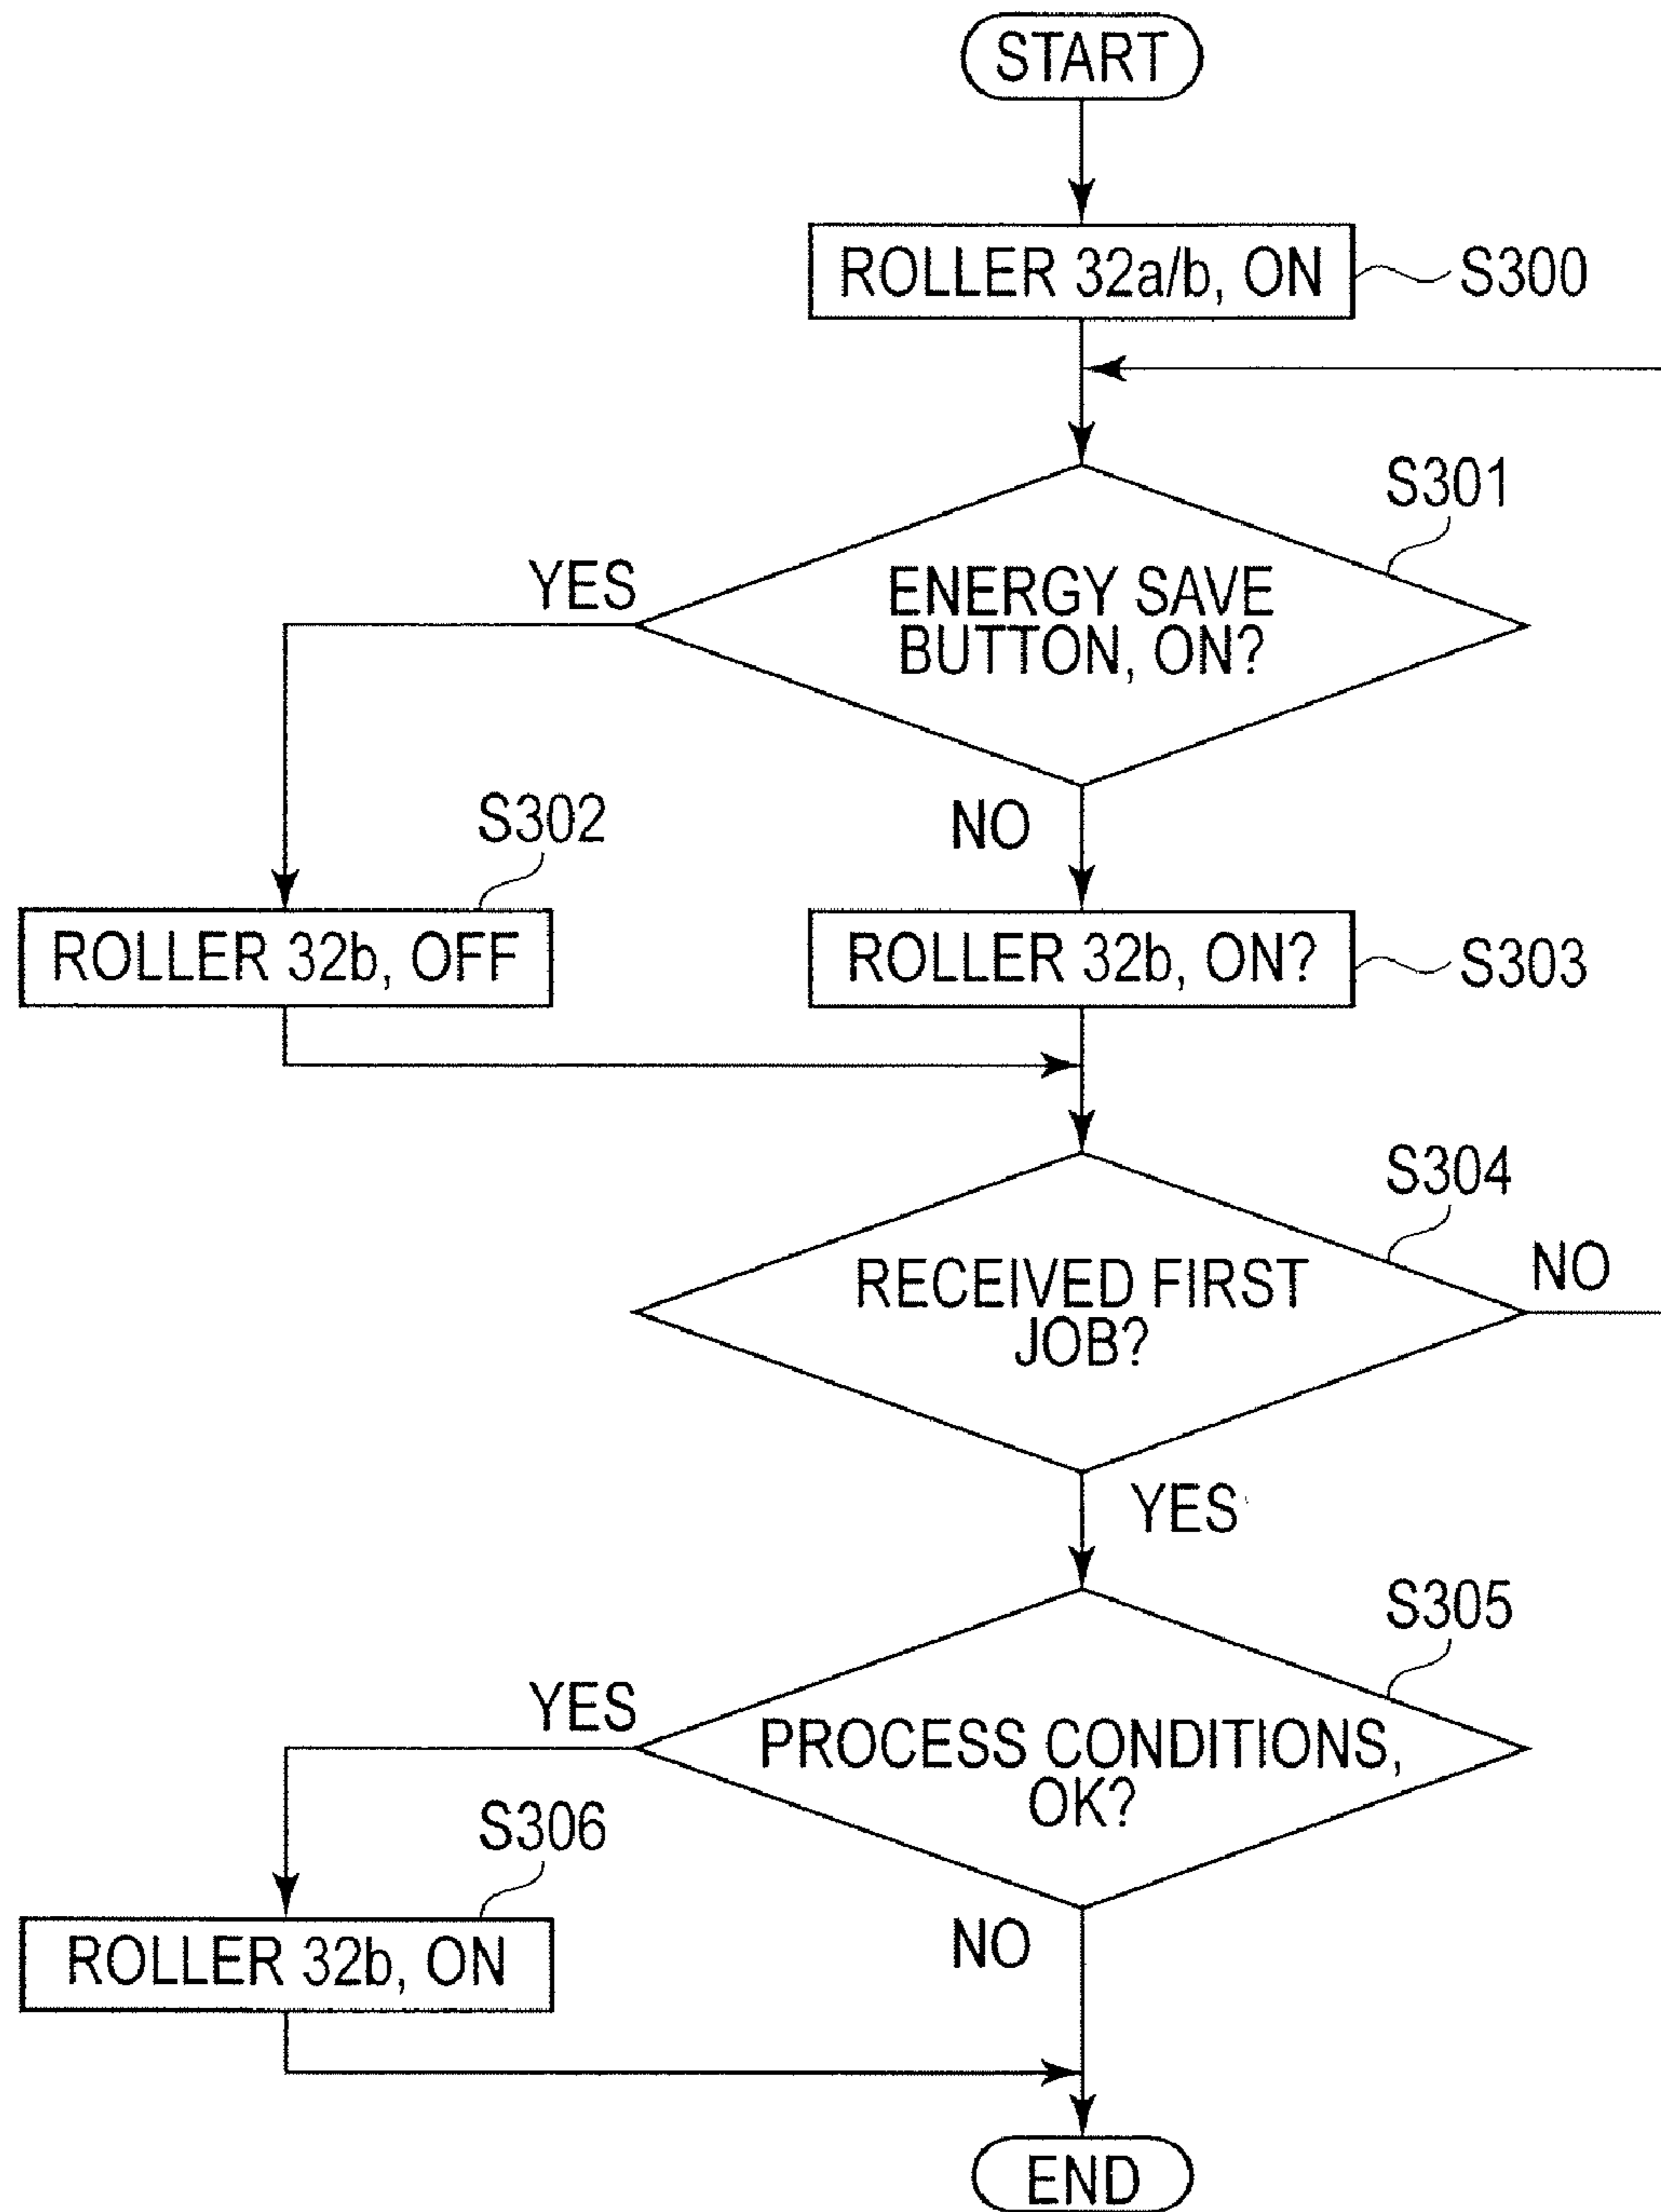 START
ROLLER 32a/b, ON
S300
S301
YES
ENERGY SAVE
BUTTON, ON?
S302
NO
ROLLER 32b, OFF
ROLLER 32b, ON?
S303
S304
RECEIVED FIRST
JOB?
NO
YES
S305
YES
PROCESS CONDITIONS,
OK?
S306
NO
ROLLER 32b, ON
END